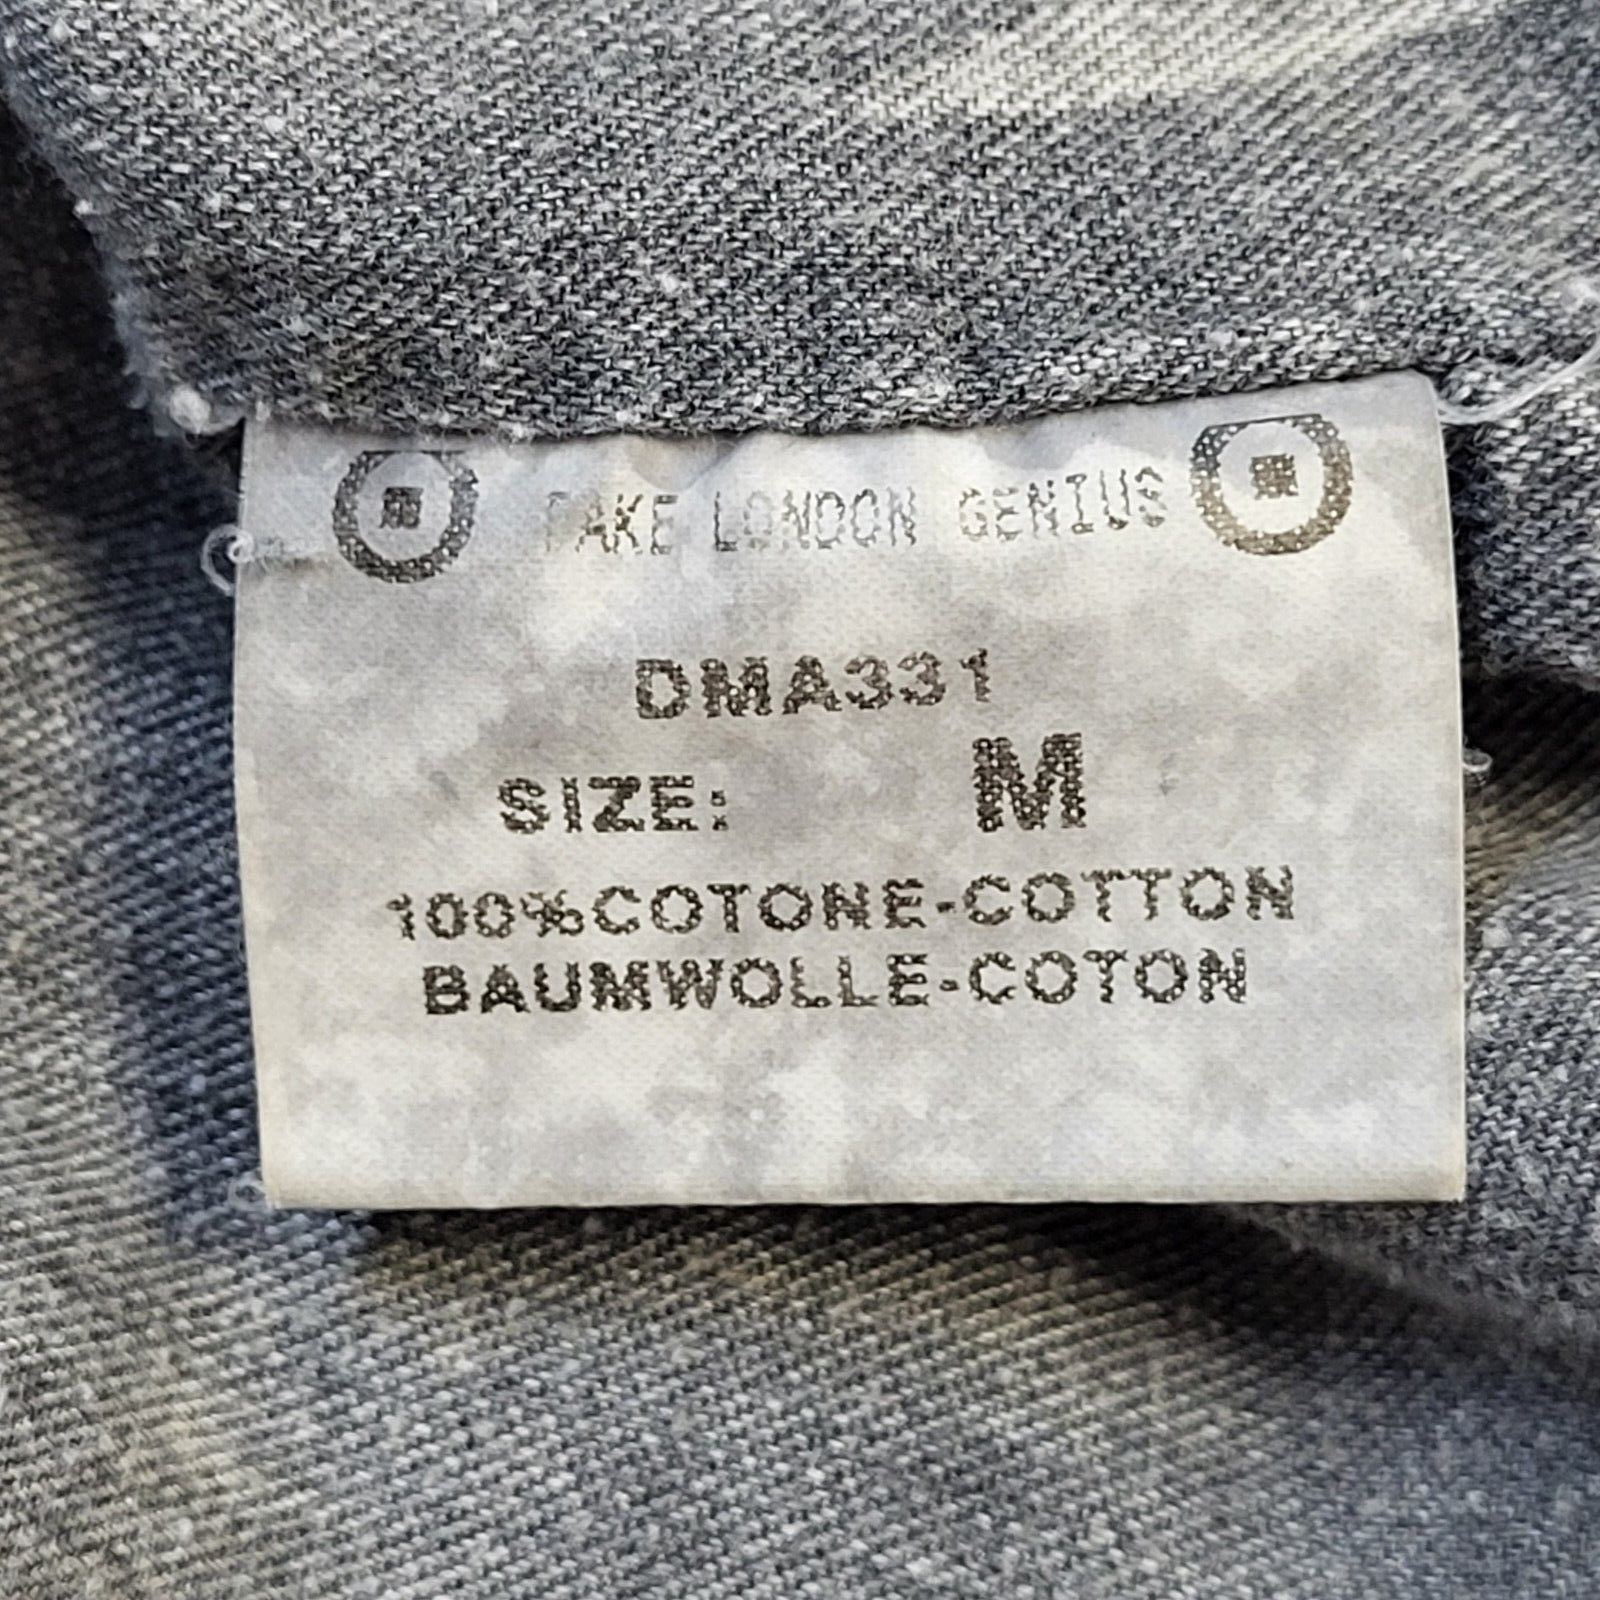 FAKE LONDON GENIUS
DMA331
SIZE: M
100%COTONE-COTTON
BAUMWOLLE-COTON